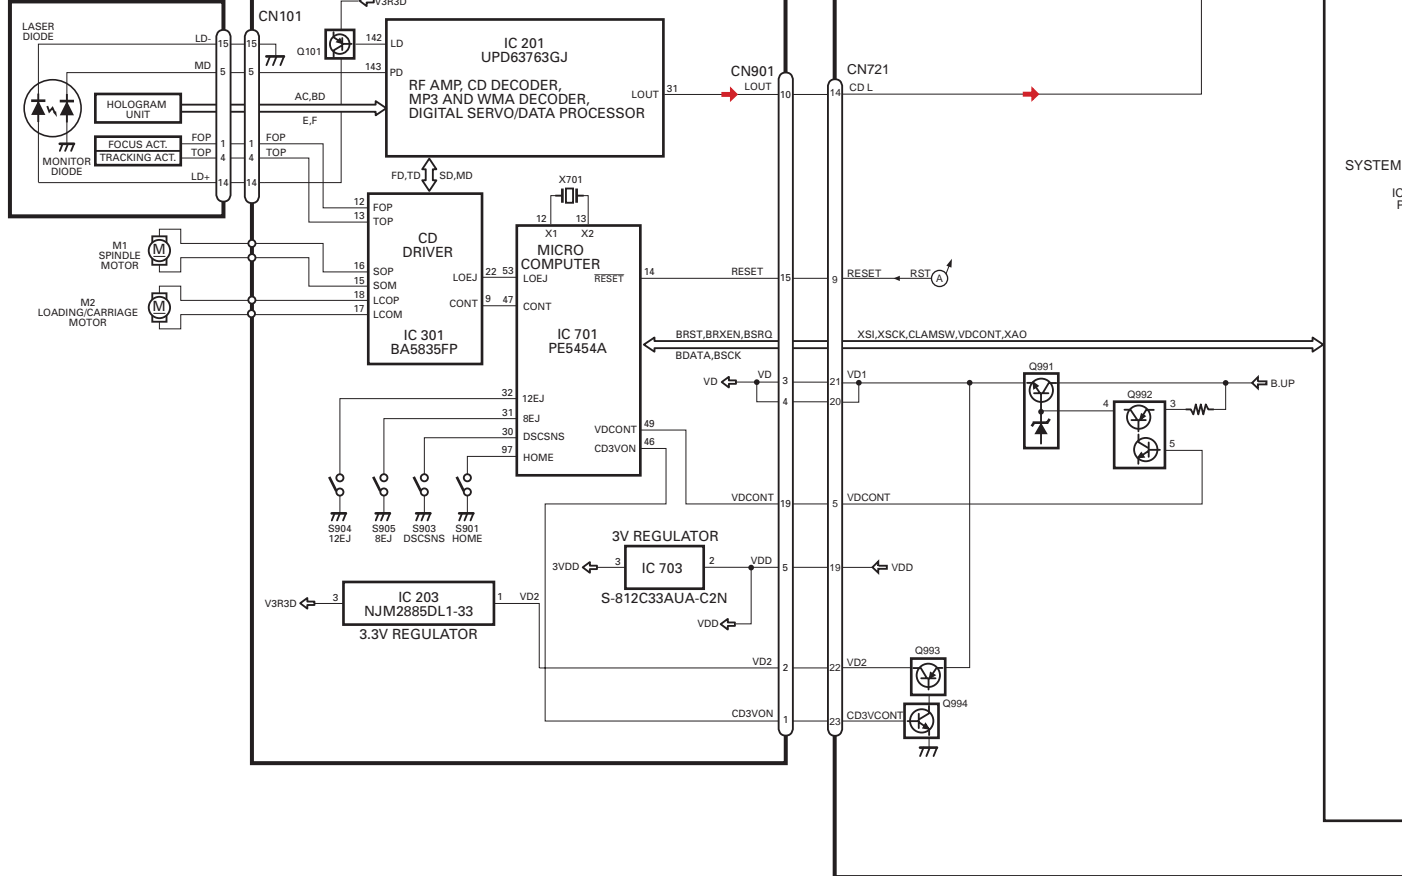 V3R3D
CN101
LASER
DIODE
LD-
15
15
Q101
142
LD
IC 201
UPD63763GJ
MD
5
5
143
PD
RF AMP, CD DECODER,
MP3 AND WMA DECODER,
DIGITAL SERVO/DATA PROCESSOR
LOUT
31
CN901
LOUT
10
CN721
14
CD L
HOLOGRAM
UNIT
AC,BD
E,F
FOCUS ACT.
TRACKING ACT.
FOP
1
1
FOP
TOP
4
4
TOP
MONITOR
DIODE
LD+
14
14
FD,TD
SD,MD
X701
12
13
X1
X2
SYSTEM
12
FOP
13
TOP
CD
DRIVER
MICRO
COMPUTER
M1
SPINDLE
MOTOR
M
16
SOP
15
SOM
18
LCOP
17
LCOM
LOEJ
22
53
LOEJ
CONT
9
47
CONT
RESET
14
RESET
15
9
RESET
RST
A
M2
LOADING/CARRIAGE
MOTOR
M
IC 301
BA5835FP
IC 701
PE5454A
BRST,BRXEN,BSRQ
BDATA,BSCK
XSI,XSCK,CLAMSW,VDCONT,XAO
VD
VD
3
4
21
VD1
20
Q991
B.UP
Q992
4
3
5
32
12EJ
31
8EJ
30
DSCSNS
97
HOME
VDCONT
49
CD3VON
46
S904
12EJ
S905
8EJ
S903
DSCSNS
S901
HOME
VDCONT
19
5
VDCONT
3V REGULATOR
3VDD
3
IC 703
2
VDD
5
19
VDD
S-812C33AUA-C2N
VDD
V3R3D
3
IC 203
NJM2885DL1-33
1
VD2
3.3V REGULATOR
VD2
2
22
VD2
Q993
CD3VON
1
23
CD3VCONT
Q994